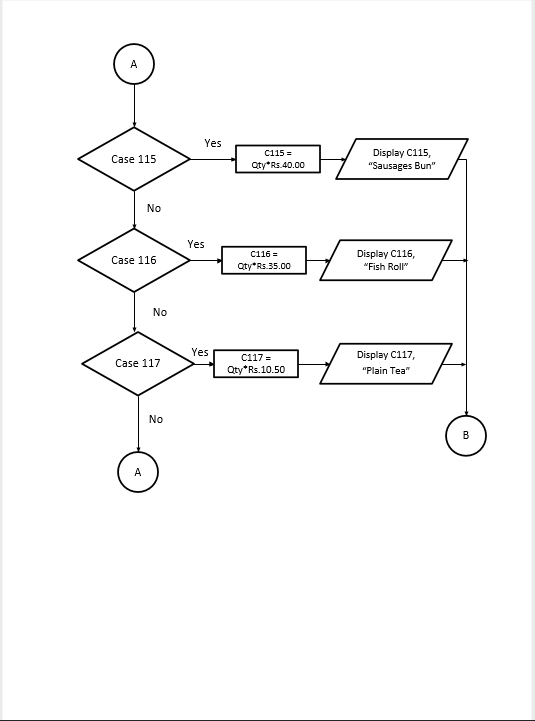 A
Case 115
Yes
C115 =
Qty*Rs.40.00
Display C115,
“Sausages Bun”
No
Case 116
Yes
C116 =
Qty*Rs.35.00
Display C116,
“Fish Roll”
No
Case 117
Yes
C117 =
Qty*Rs.10.50
Display C117,
“Plain Tea”
No
A
B